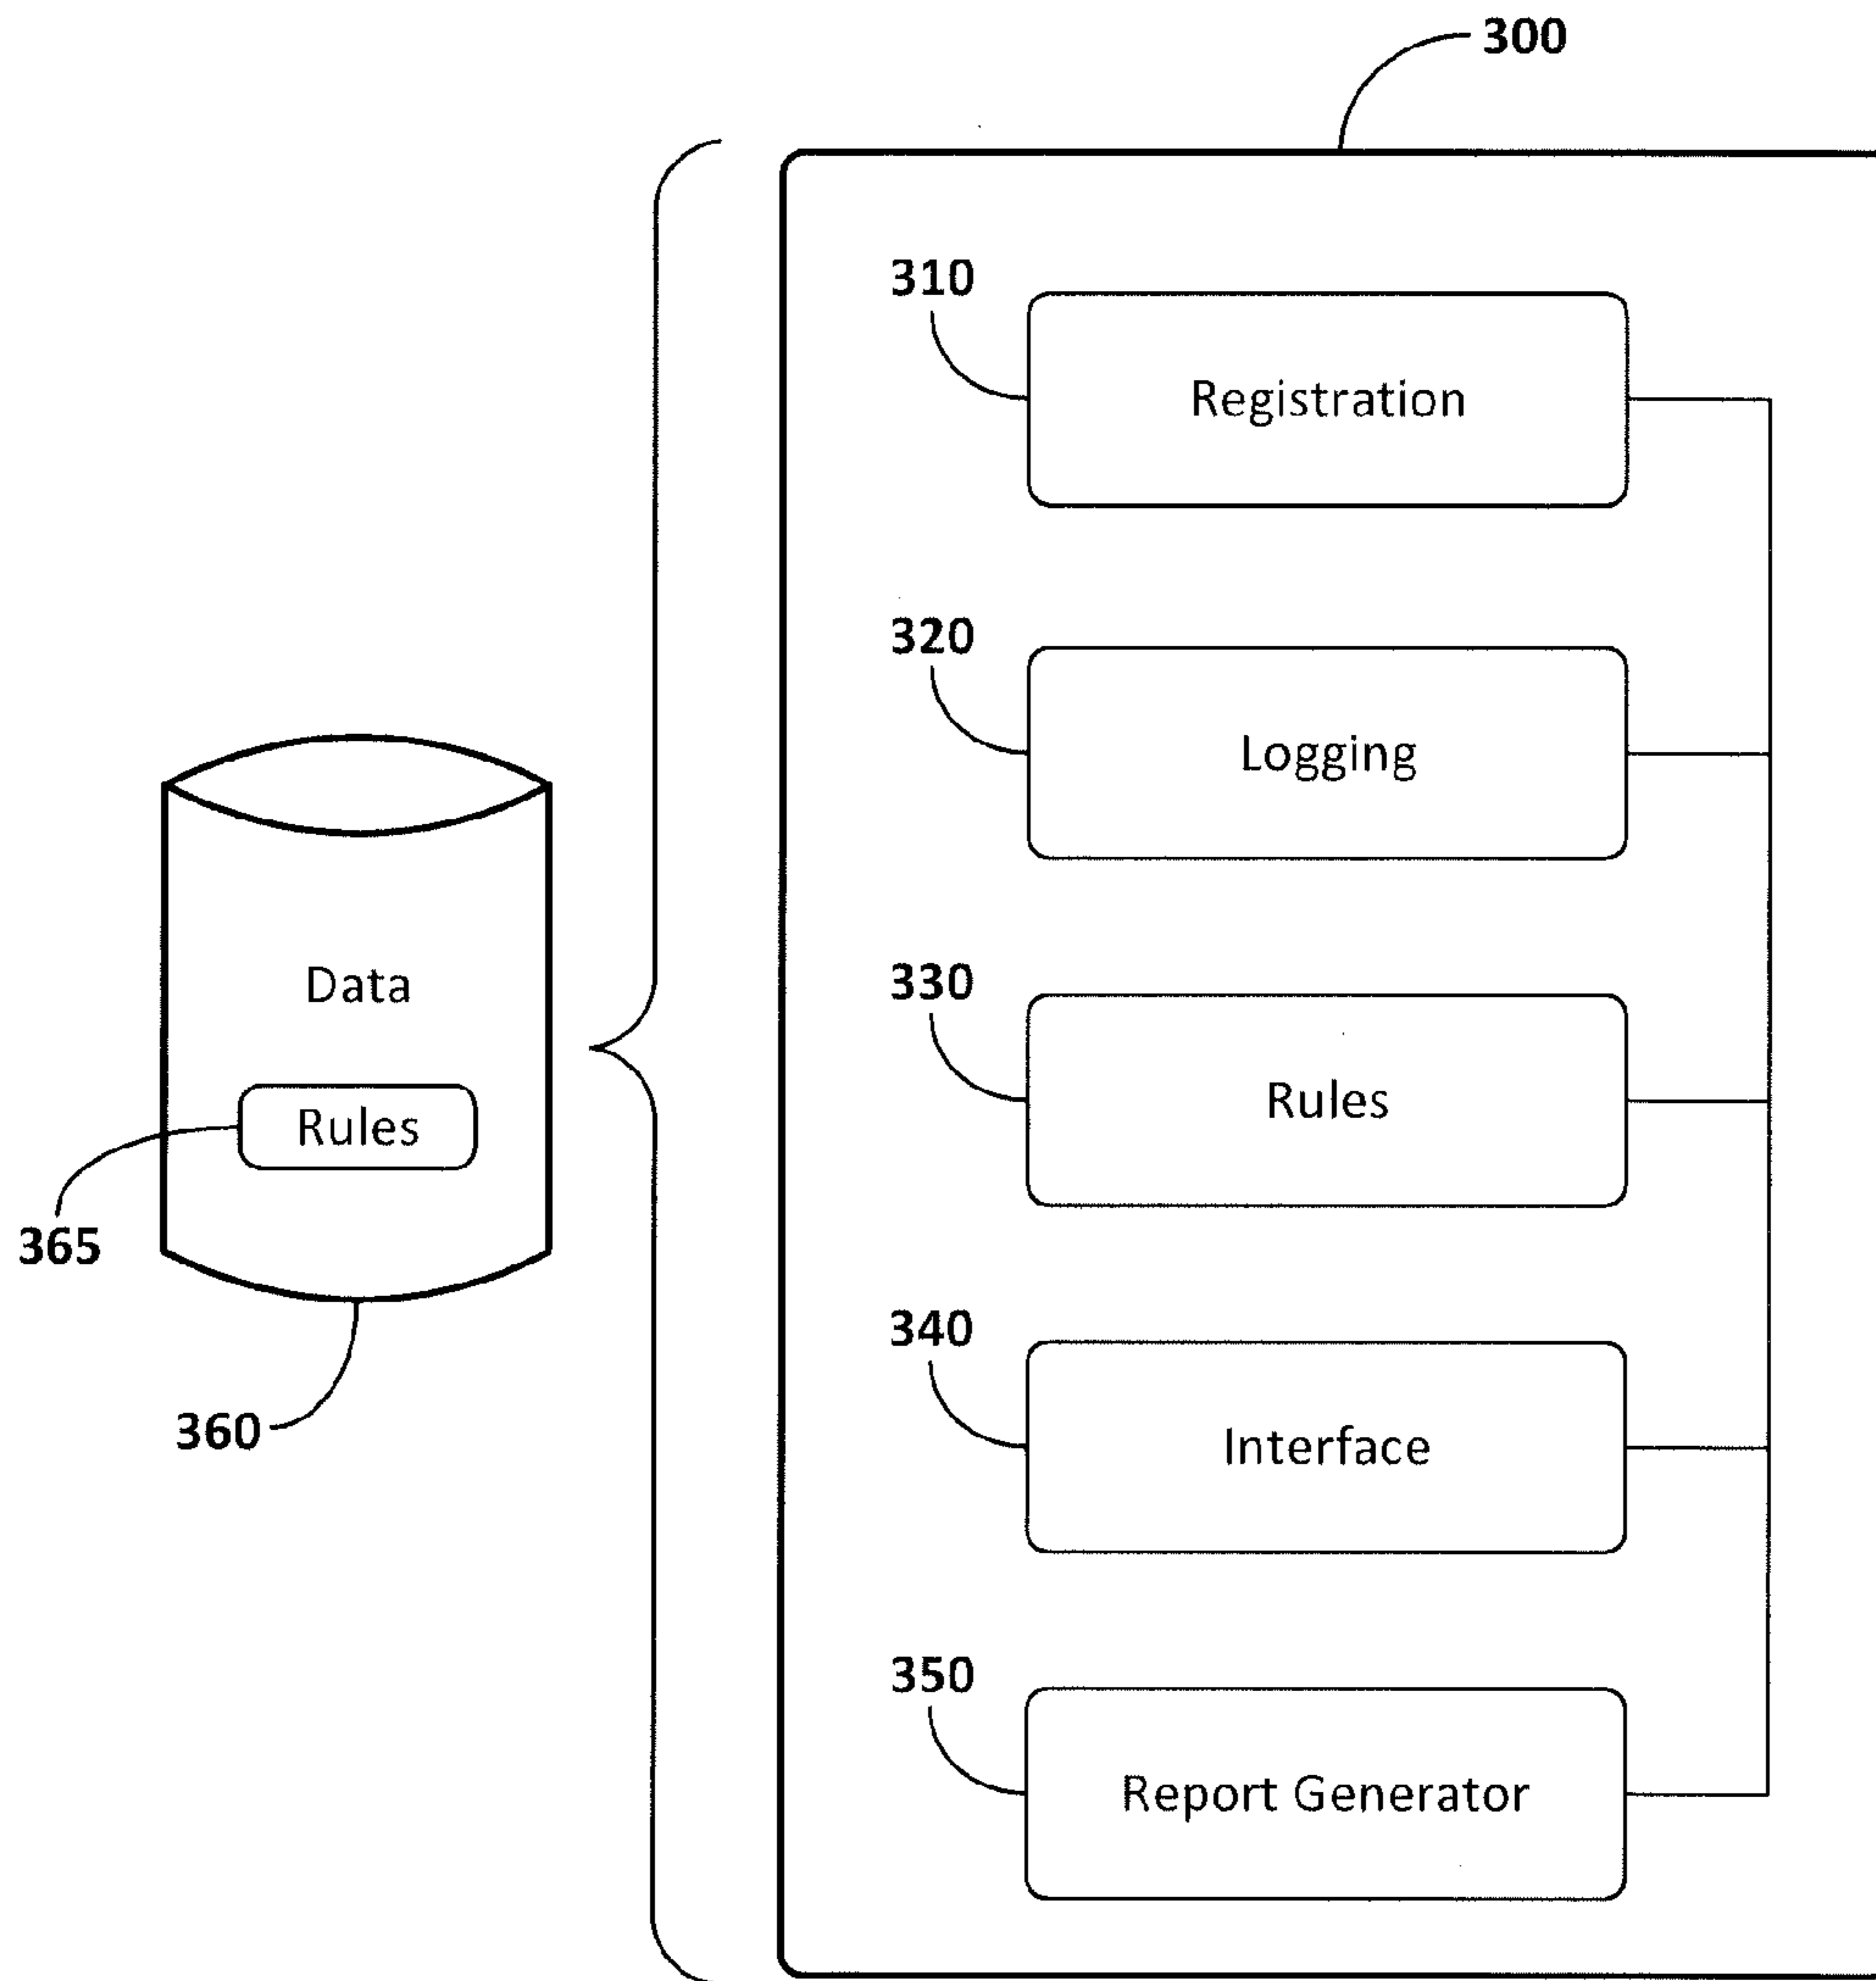 300
310
Registration
320
Logging
Data
330
Rules
Rules
365
340
Interface
360
350
Report Generator